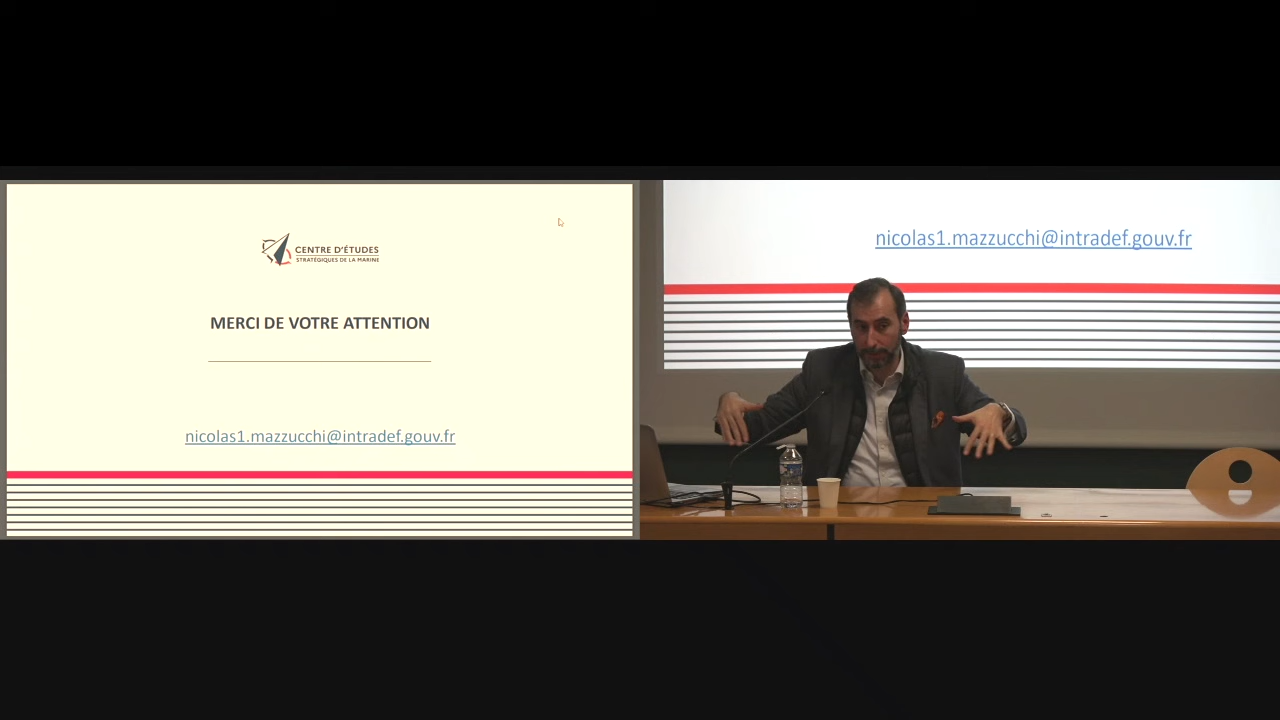 CENTRE D'ÉTUDES
STRATÉGIQUES DE LA MARINE
MERCI DE VOTRE ATTENTION
nicolas1.mazzucchi@intradef.gouv.fr
nicolas1.mazzucchi@intradef.gouv.fr